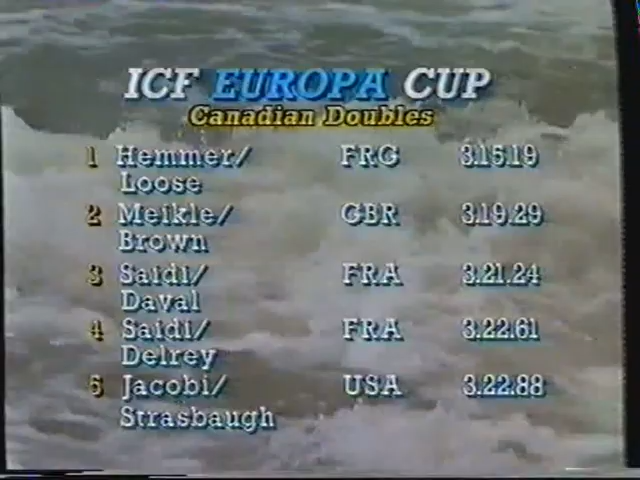 ICF EUROPA CUP
Canadian Doubles
1 Hemmer/ FRG 3.15.19
Loose
2 Meikle/ GBR 3.19.29
Brown
3 Saidi/ FRA 3.21.24
Daval
4 Saidi/ FRA 3.22.61
Delrey
5 Jacobi/ USA 3.22.88
Strasbaugh